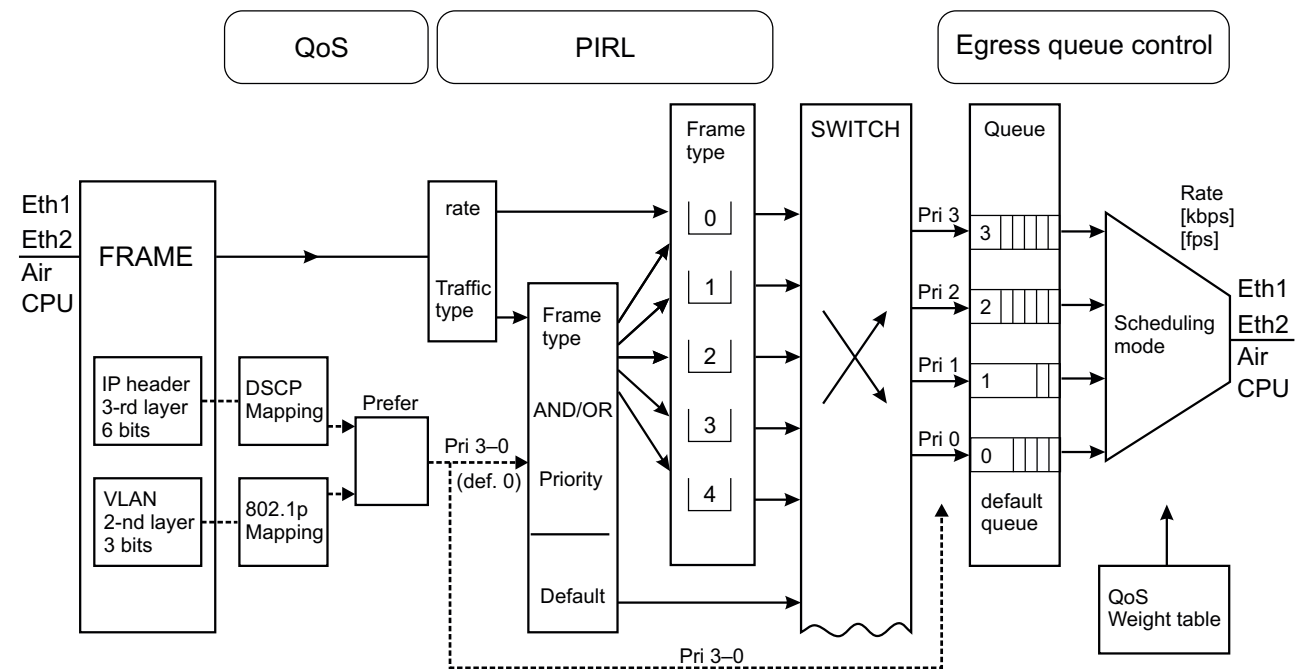 QoS
PIRL
Egress queue control
Eth1
Eth2
Air
CPU
FRAME
IP header
3-rd layer
6 bits
VLAN
2-nd layer
3 bits
DSCP
Mapping
802.1p
Mapping
Prefer
Pri 3–0
(def. 0)
rate
Traffic
type
Frame
type
AND/OR
Priority
Default
Frame
type
0
1
2
3
4
SWITCH
Pri 3
Pri 2
Pri 1
Pri 0
Queue
3
2
1
0
default
queue
Rate
[kbps]
[fps]
Scheduling
mode
Eth1
Eth2
Air
CPU
QoS
Weight table
Pri 3–0